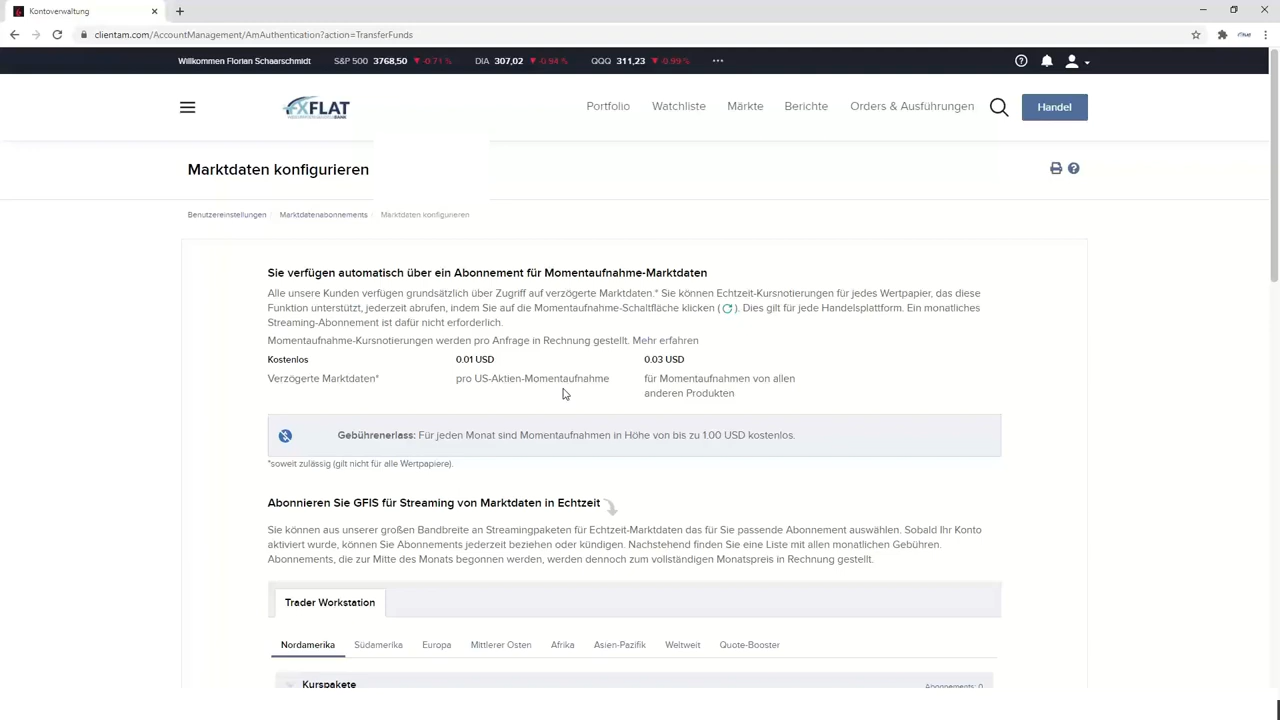 Kontoverwaltung
clientam.com/AccountManagement/AmAuthentication?action=TransferFunds
Willkommen Florian Schaarschmidt S&P 500 3768,50 ▼ -0.71% DIA 307,02 ▼ -0.94% QQQ 311,23 ▼ -0.99% •••
FXFLAT
Portfolio Watchliste Märkte Berichte Orders & Ausführungen Handel
Marktdaten konfigurieren
Benutzereinstellungen / Marktdatenabonnements / Marktdaten konfigurieren
Sie verfügen automatisch über ein Abonnement für Momentaufnahme-Marktdaten
Alle unsere Kunden verfügen grundsätzlich über Zugriff auf verzögerte Marktdaten.* Sie können Echtzeit-Kursnotierungen für jedes Wertpapier, das diese
Funktion unterstützt, jederzeit abrufen, indem Sie auf die Momentaufnahme-Schaltfläche klicken ( ). Dies gilt für jede Handelsplattform. Ein monatliches
Streaming-Abonnement ist dafür nicht erforderlich.
Momentaufnahme-Kursnotierungen werden pro Anfrage in Rechnung gestellt. Mehr erfahren
Kostenlos 0.01 USD 0.03 USD
Verzögerte Marktdaten* pro US-Aktien-Momentaufnahme für Momentaufnahmen von allen
anderen Produkten
Gebührenerlass: Für jeden Monat sind Momentaufnahmen in Höhe von bis zu 1.00 USD kostenlos.
*soweit zulässig (gilt nicht für alle Wertpapiere).
Abonnieren Sie GFIS für Streaming von Marktdaten in Echtzeit
Sie können aus unserer großen Bandbreite an Streamingpaketen für Echtzeit-Marktdaten das für Sie passende Abonnement auswählen. Sobald Ihr Konto
aktiviert wurde, können Sie Abonnements jederzeit beziehen oder kündigen. Nachstehend finden Sie eine Liste mit allen monatlichen Gebühren.
Abonnements, die zur Mitte des Monats begonnen werden, werden dennoch zum vollständigen Monatspreis in Rechnung gestellt.
Trader Workstation
Nordamerika Südamerika Europa Mittlerer Osten Afrika Asien-Pazifik Weltweit Quote-Booster
Kurspakete Abonnements: 0